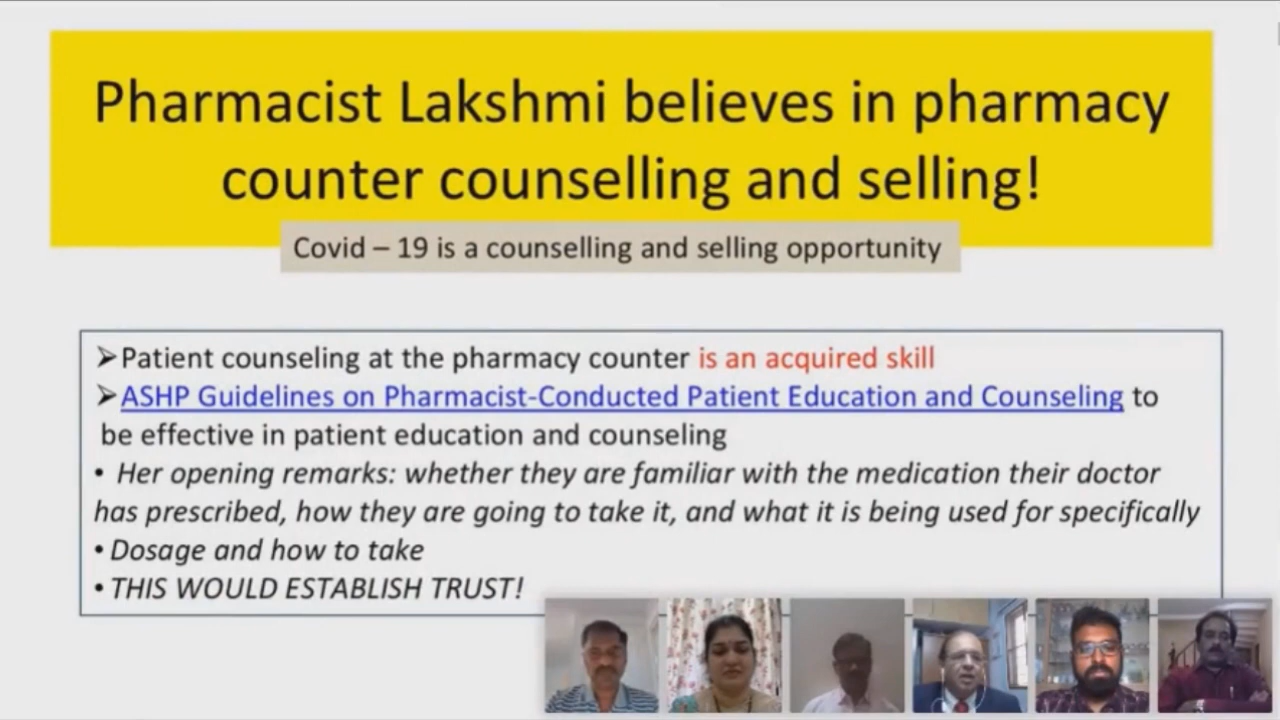 Pharmacist Lakshmi believes in pharmacy
counter counselling and selling!
Covid – 19 is a counselling and selling opportunity
➢Patient counseling at the pharmacy counter is an acquired skill
➢ASHP Guidelines on Pharmacist-Conducted Patient Education and Counseling to
be effective in patient education and counseling
• Her opening remarks: whether they are familiar with the medication their doctor
has prescribed, how they are going to take it, and what it is being used for specifically
• Dosage and how to take
• THIS WOULD ESTABLISH TRUST!